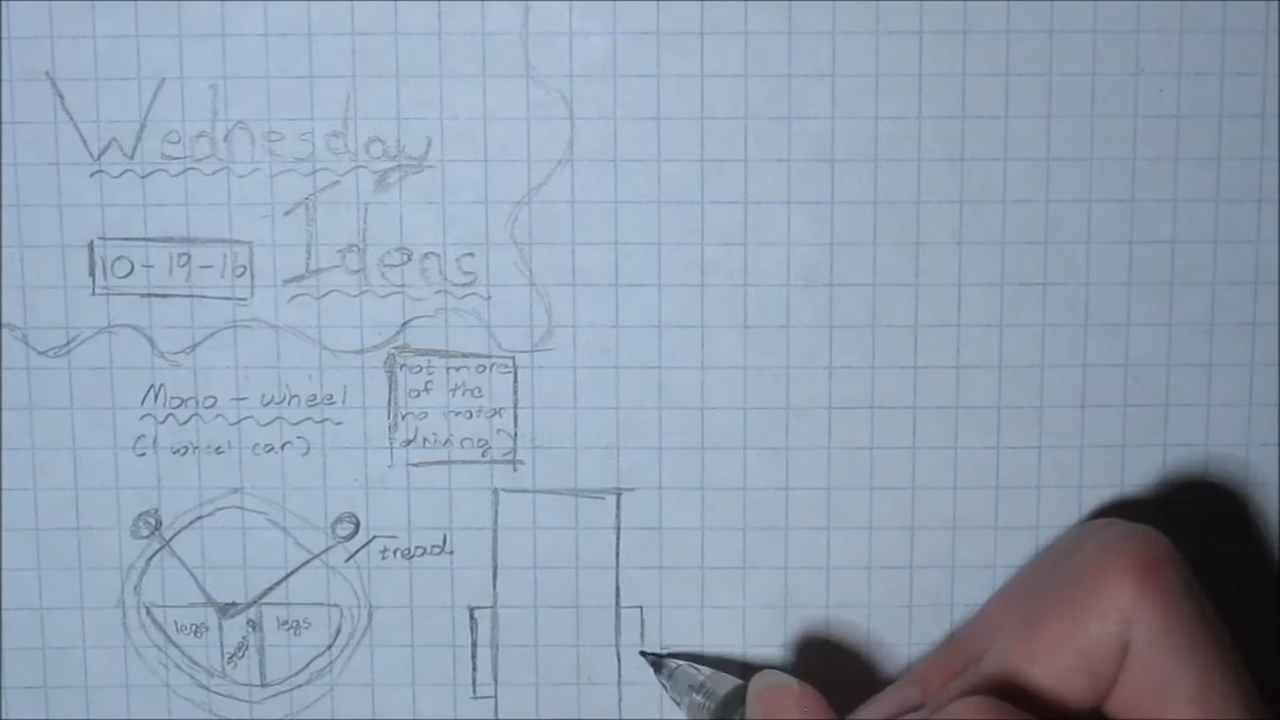 Wednesday
Ideas
10-19-16
Mono-wheel
(1 wheel car)
not more
of the
no motor
driving?
tread
legs
legs